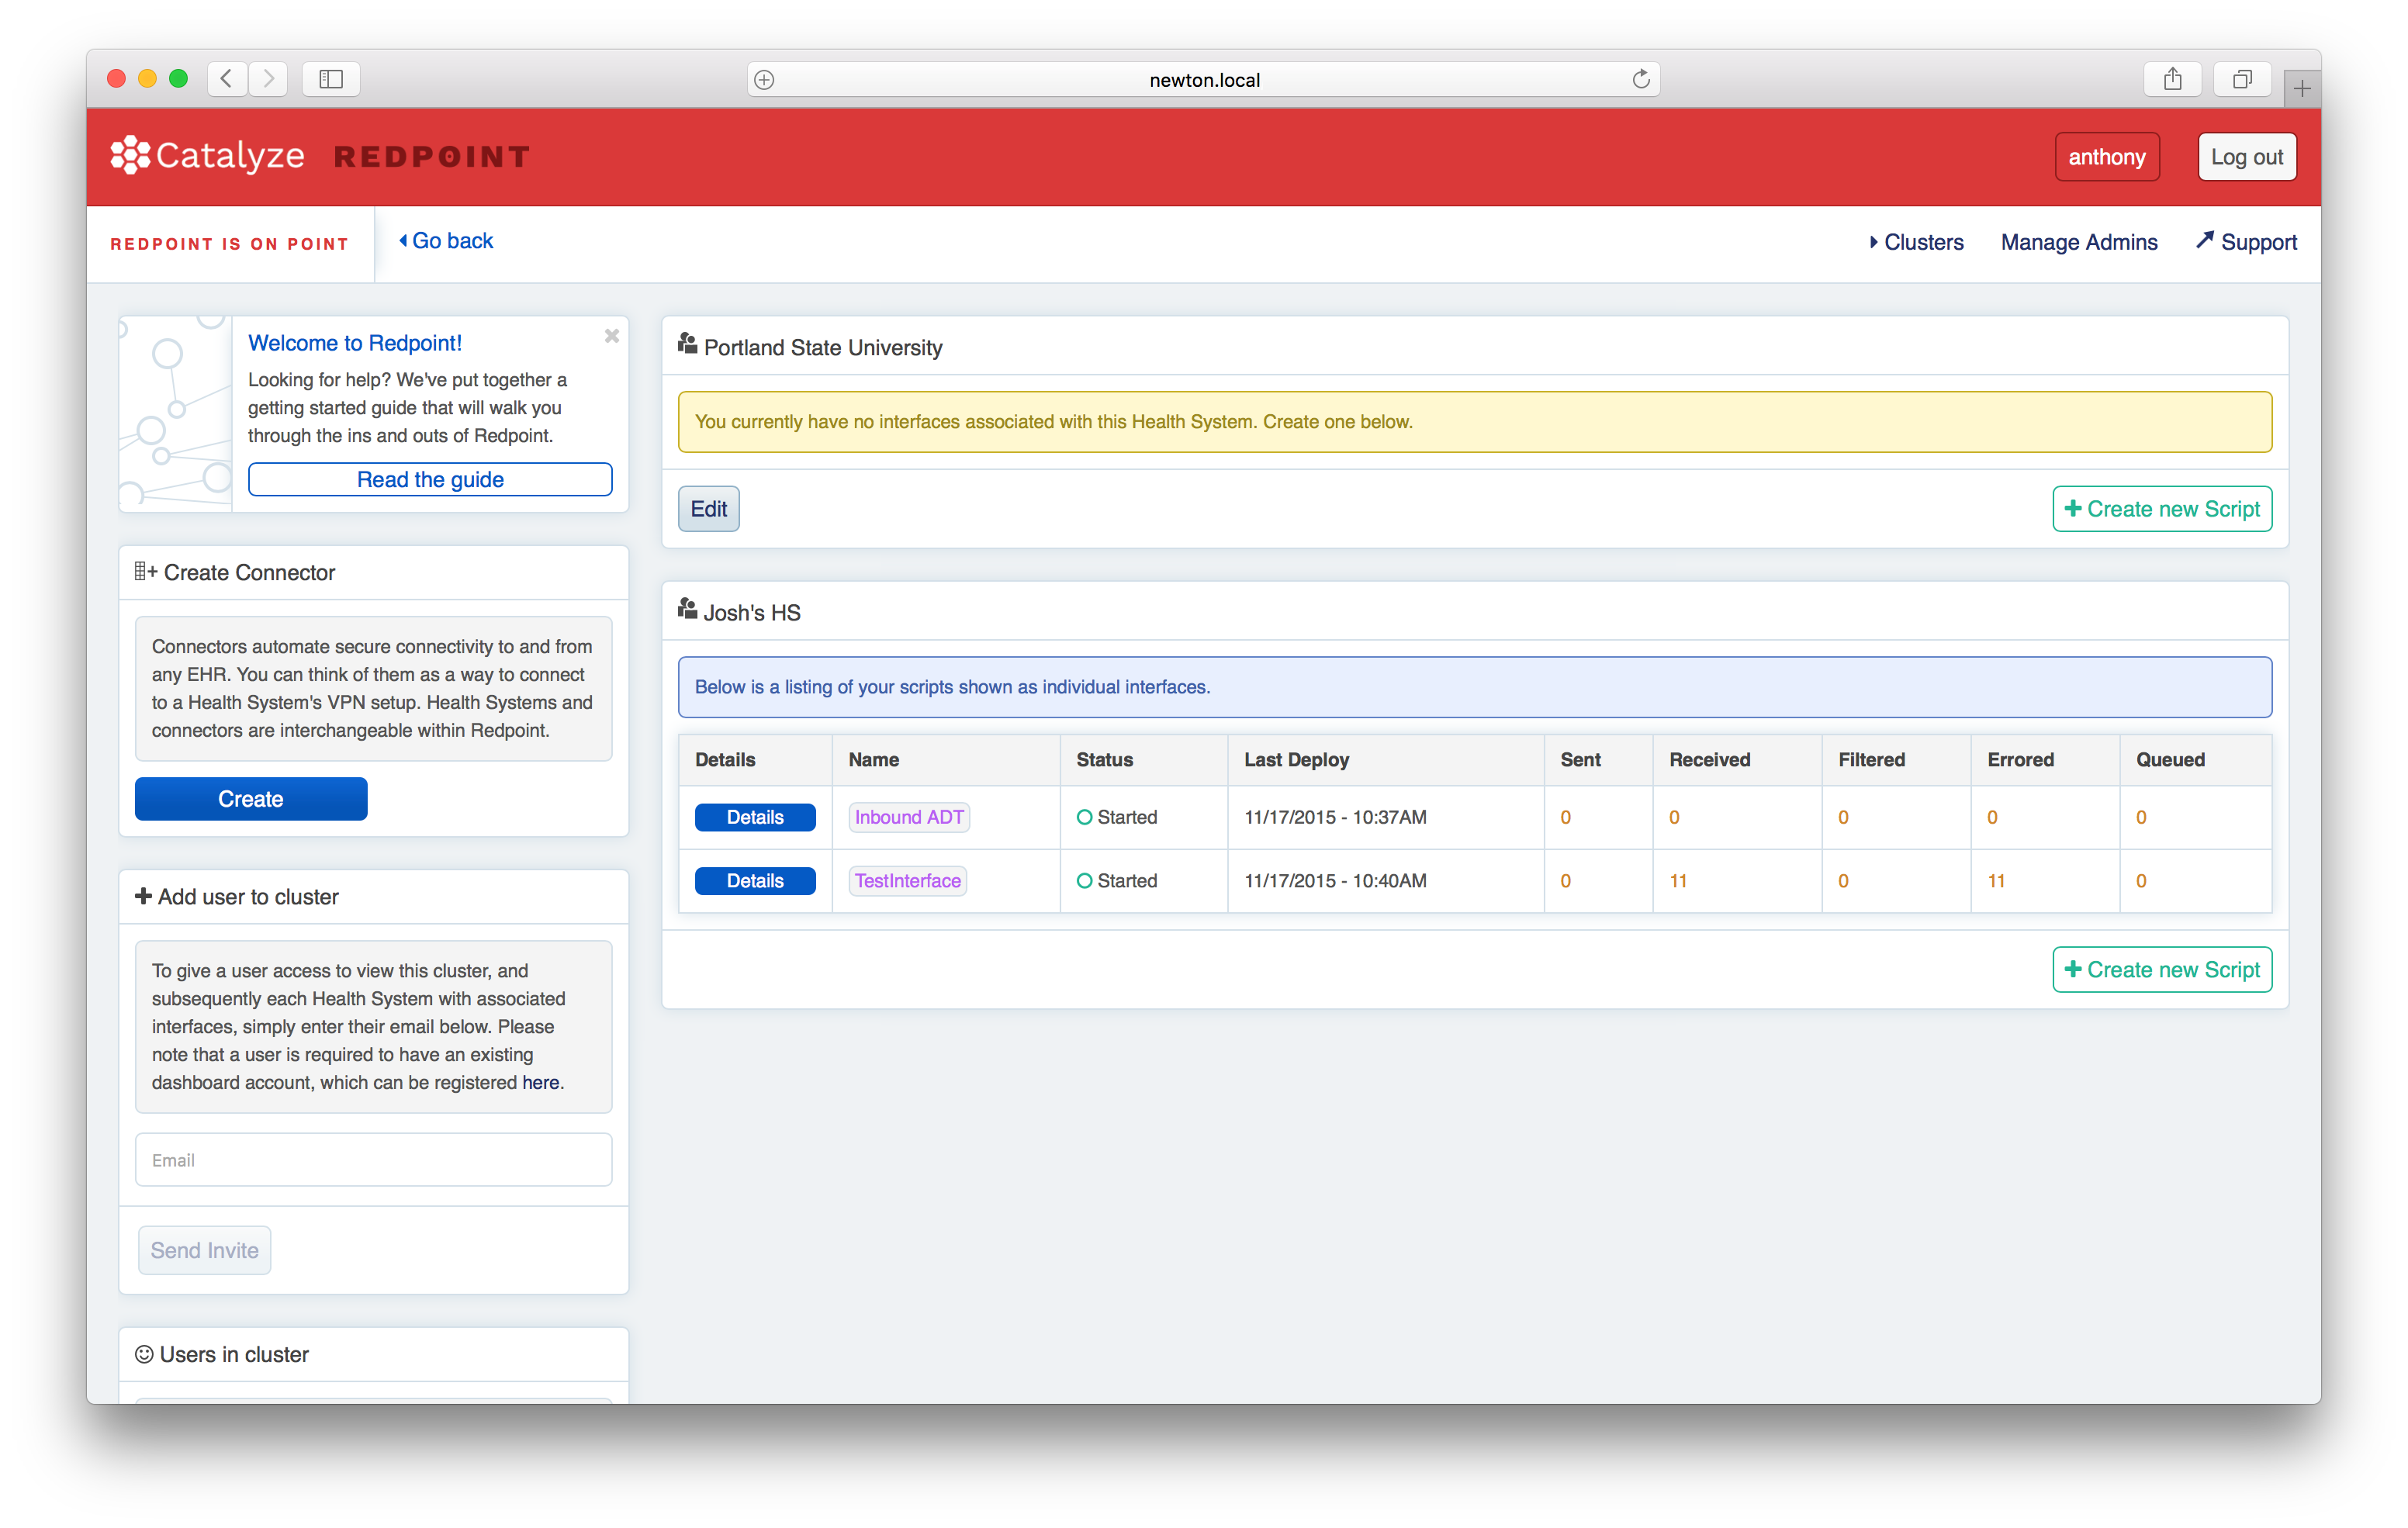 newton.local
Catalyze REDPOINT
anthony
Log out
REDPOINT IS ON POINT
Go back
Clusters
Manage Admins
Support
Welcome to Redpoint!
Looking for help? We've put together a
getting started guide that will walk you
through the ins and outs of Redpoint.
Read the guide
Create Connector
Connectors automate secure connectivity to and from
any EHR. You can think of them as a way to connect
to a Health System's VPN setup. Health Systems and
connectors are interchangeable within Redpoint.
Create
Add user to cluster
To give a user access to view this cluster, and
subsequently each Health System with associated
interfaces, simply enter their email below. Please
note that a user is required to have an existing
dashboard account, which can be registered here.
Email
Send Invite
Users in cluster
Portland State University
You currently have no interfaces associated with this Health System. Create one below.
Edit
+ Create new Script
Josh's HS
Below is a listing of your scripts shown as individual interfaces.
Details Name Status Last Deploy Sent Received Filtered Errored Queued
Details Inbound ADT Started 11/17/2015 - 10:37AM 0 0 0 0 0
Details TestInterface Started 11/17/2015 - 10:40AM 0 11 0 11 0
+ Create new Script